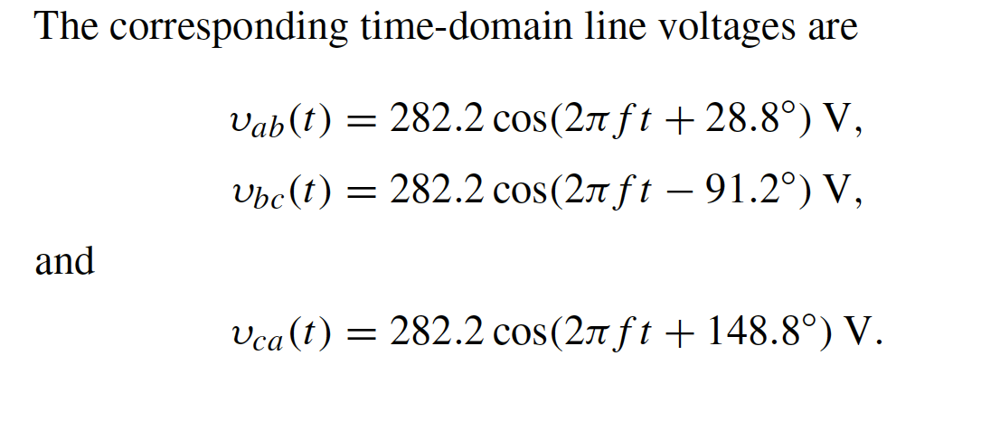 The corresponding time-domain line voltages are
υab(t) = 282.2 cos(2πft + 28.8°) V,
υbc(t) = 282.2 cos(2πft − 91.2°) V,
and
υca(t) = 282.2 cos(2πft + 148.8°) V.